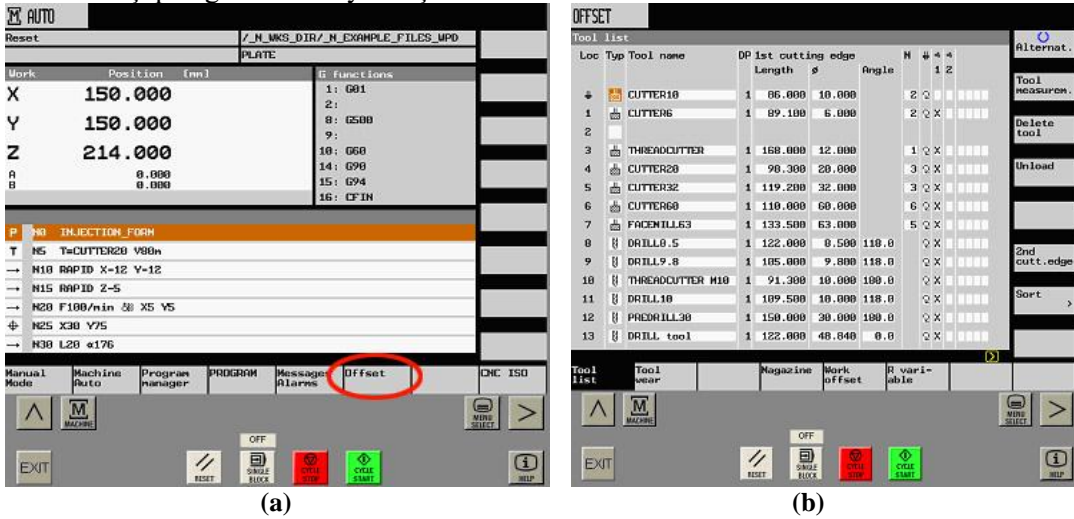 AUTO
Reset
/_N_WKS_DIR/_N_EXAMPLE_FILES_WPD
PLATE
Work Position [mm]
X 150.000
Y 150.000
Z 214.000
A 0.000
B 0.000
G functions
1: G01
2:
8: G500
9:
10: G60
14: G90
15: G94
16: CFIN
P N0 INJECTION_FORM
T N5 T=CUTTER20 V80m
→ N10 RAPID X-12 Y-12
→ N15 RAPID Z-5
→ N20 F100/min X5 Y5
N25 X30 Y75
→ N30 L20 α176
Manual Mode
Machine Auto
Program manager
PROGRAM
Messages Alarms
Offset
CNC ISO
MACHINE
MENU SELECT
OFF
EXIT
RESET
SINGLE BLOCK
CYCLE STOP
CYCLE START
HELP
(a)
OFFSET
Tool list
Loc Typ Tool name DP 1st cutting edge N
Length ø Angle 1 2
CUTTER10 1 86.000 10.000 2
1 CUTTER6 1 89.100 6.000 2 X
2
3 THREADCUTTER 1 168.000 12.000 1 X
4 CUTTER20 1 90.300 20.000 3 X
5 CUTTER32 1 119.200 32.000 3 X
6 CUTTER60 1 110.000 60.000 6 X
7 FACEMILL63 1 133.500 63.000 5 X
8 DRILL8.5 1 122.000 8.500 118.0 X
9 DRILL9.8 1 105.000 9.800 118.0 X
10 THREADCUTTER M10 1 91.300 10.000 180.0 X
11 DRILL10 1 109.500 10.000 118.0 X
12 PREDRILL30 1 150.000 30.000 180.0 X
13 DRILL tool 1 122.000 48.040 0.0 X
Alternat.
Tool measurem.
Delete tool
Unload
2nd cutt.edge
Sort >
Tool list
Tool wear
Magazine
Work offset
R vari-
able
MACHINE
MENU SELECT
OFF
EXIT
RESET
SINGLE BLOCK
CYCLE STOP
CYCLE START
HELP
(b)